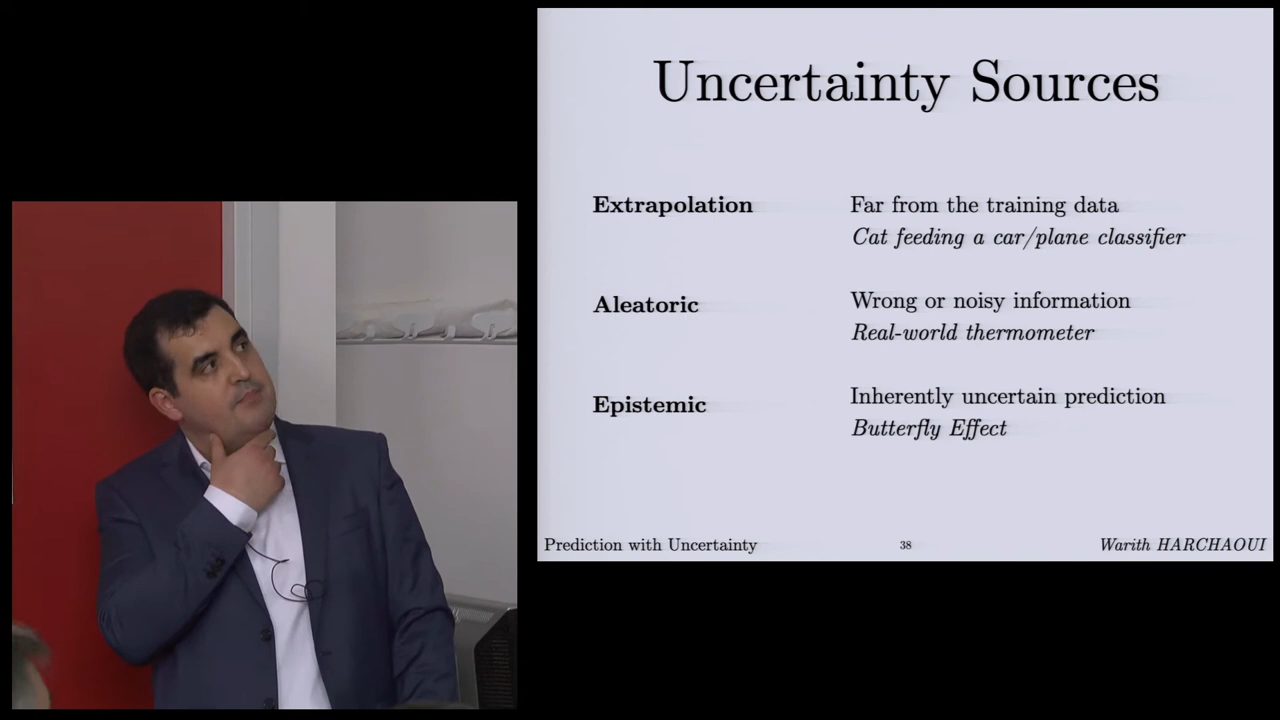 Uncertainty Sources
Extrapolation
Far from the training data
Cat feeding a car/plane classifier
Aleatoric
Wrong or noisy information
Real-world thermometer
Epistemic
Inherently uncertain prediction
Butterfly Effect
Prediction with Uncertainty
38
Warith HARCHAOUI